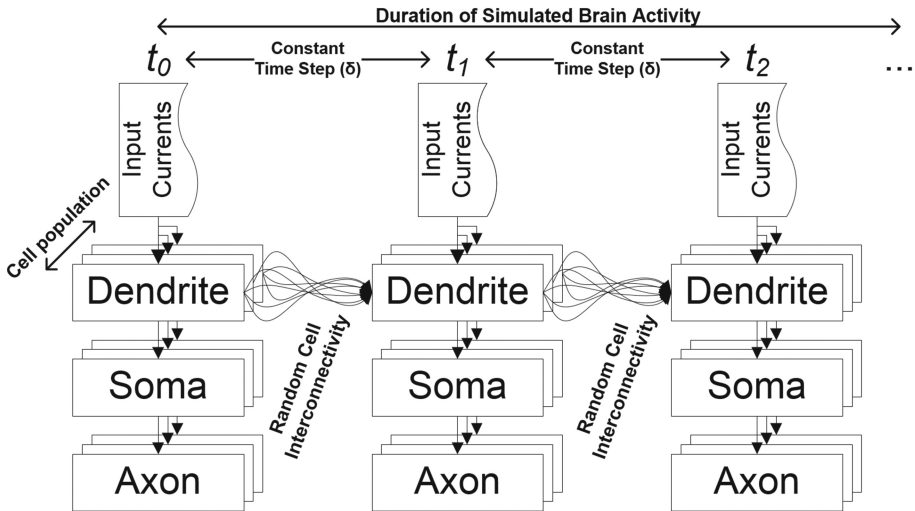 Duration of Simulated Brain Activity
t0
Constant
Time Step (δ)
t1
Constant
Time Step (δ)
t2
...
Input
Currents
Input
Currents
Input
Currents
Cell population
Dendrite
Dendrite
Dendrite
Random Cell
Interconnectivity
Random Cell
Interconnectivity
Soma
Soma
Soma
Axon
Axon
Axon